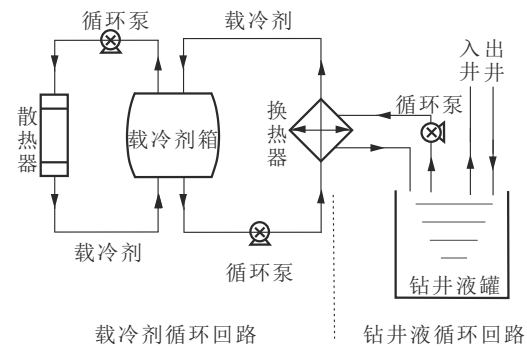 循环泵
载冷剂
入井
出井
散热器
载冷剂箱
换热器
循环泵
载冷剂
循环泵
钻井液罐
载冷剂循环回路
钻井液循环回路